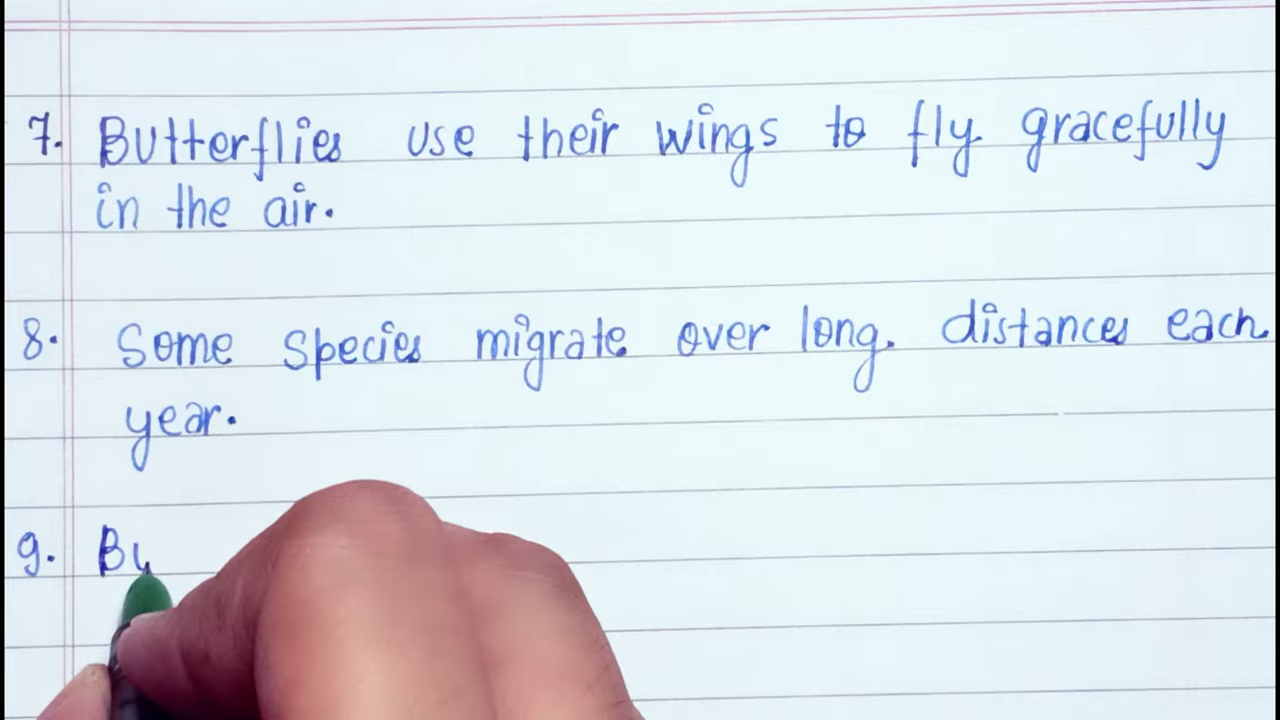 7. Butterflies use their wings to fly gracefully
in the air.
8. Some species migrate over long. distances each
year.
9. Bu